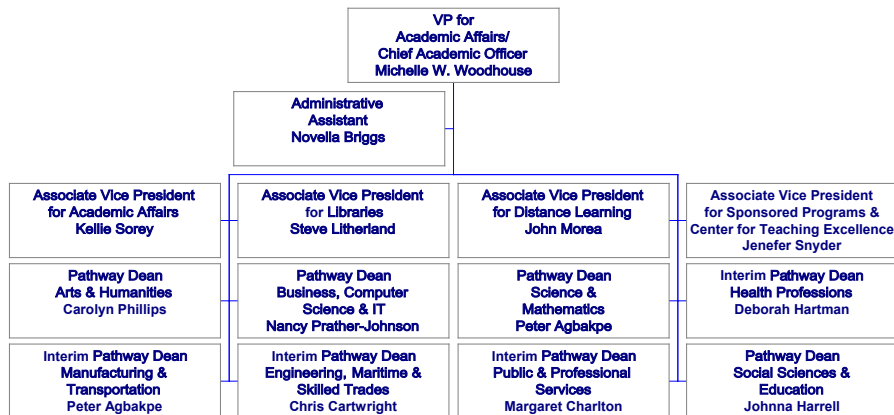 VP for
Academic Affairs/
Chief Academic Officer
Michelle W. Woodhouse
Administrative
Assistant
Novella Briggs
Associate Vice President
for Academic Affairs
Kellie Sorey
Associate Vice President
for Libraries
Steve Litherland
Associate Vice President
for Distance Learning
John Morea
Associate Vice President
for Sponsored Programs &
Center for Teaching Excellence
Jenefer Snyder
Pathway Dean
Arts & Humanities
Carolyn Phillips
Pathway Dean
Business, Computer
Science & IT
Nancy Prather-Johnson
Pathway Dean
Science &
Mathematics
Peter Agbakpe
Interim Pathway Dean
Health Professions
Deborah Hartman
Interim Pathway Dean
Manufacturing &
Transportation
Peter Agbakpe
Interim Pathway Dean
Engineering, Maritime &
Skilled Trades
Chris Cartwright
Interim Pathway Dean
Public & Professional
Services
Margaret Charlton
Pathway Dean
Social Sciences &
Education
Johnna Harrell